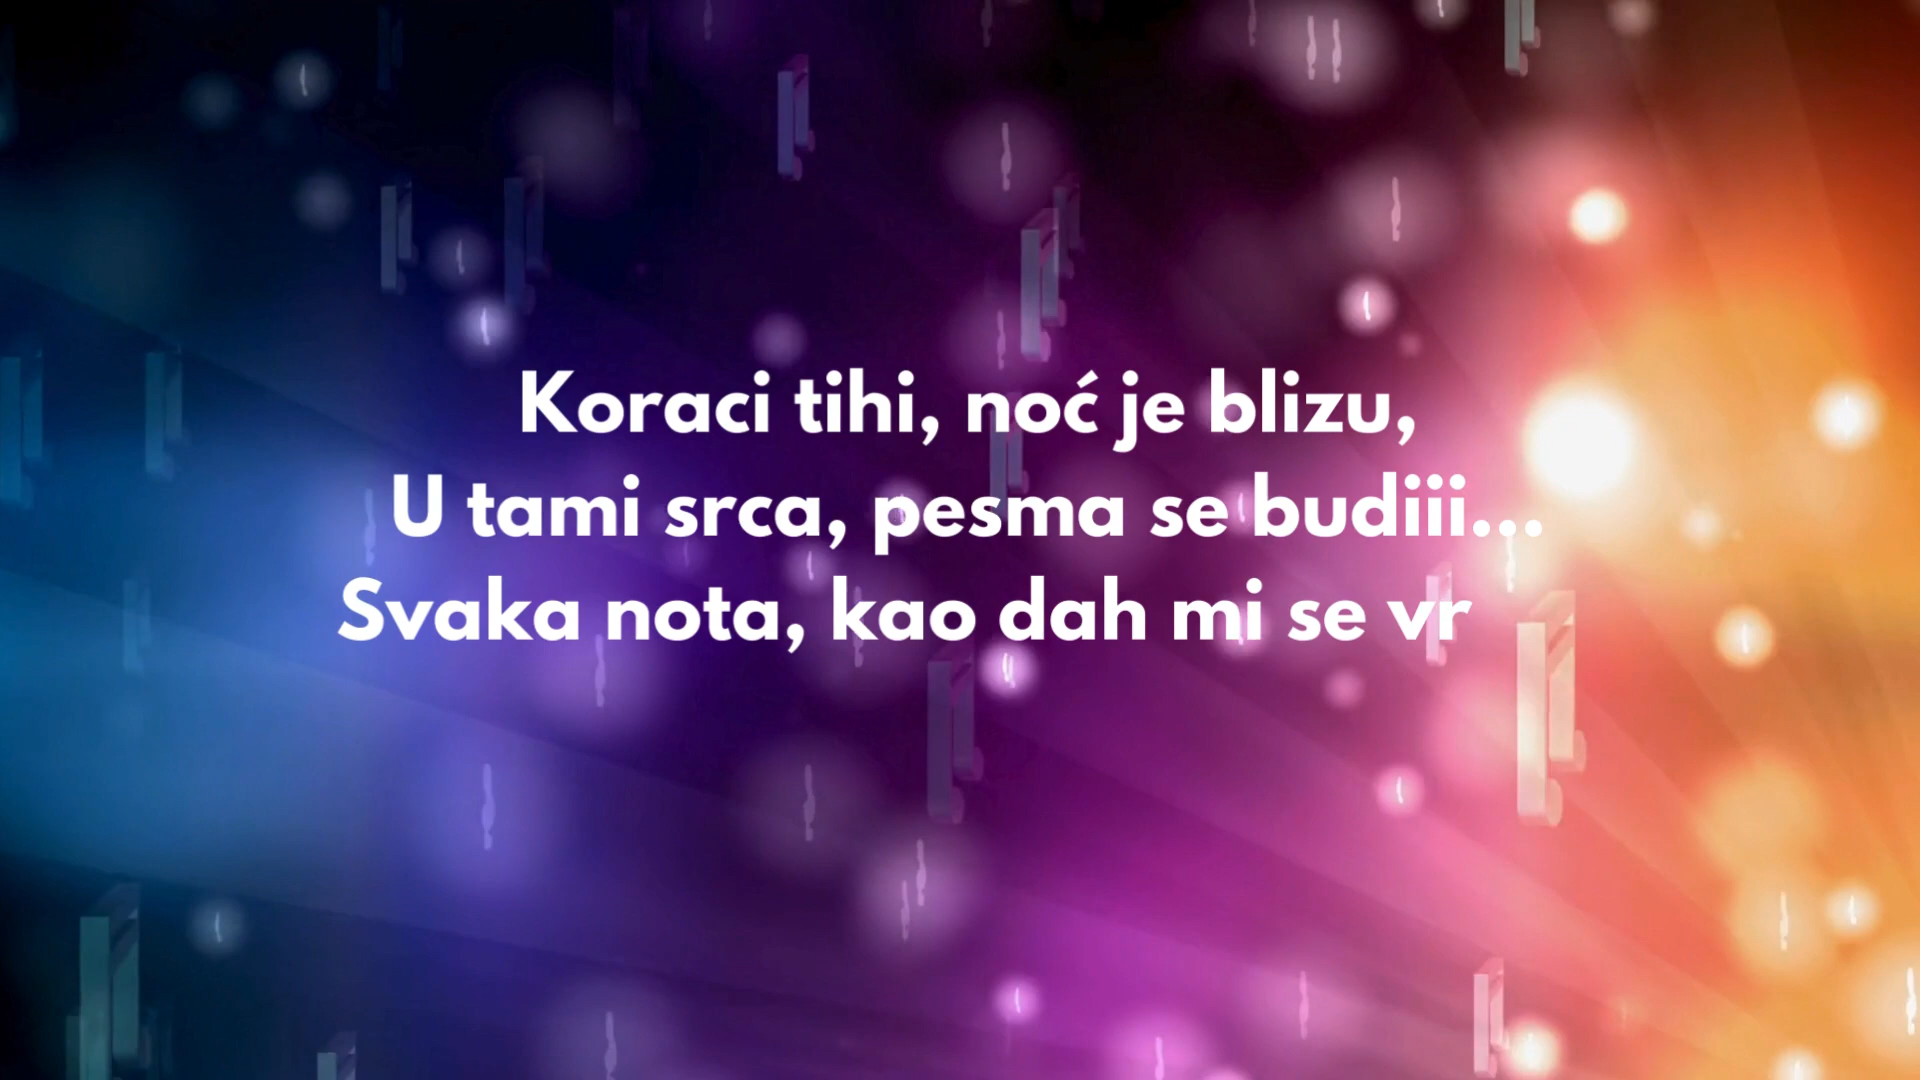 Koraci tihi, noć je blizu,
U tami srca, pesma se budiii...
Svaka nota, kao dah mi se vr